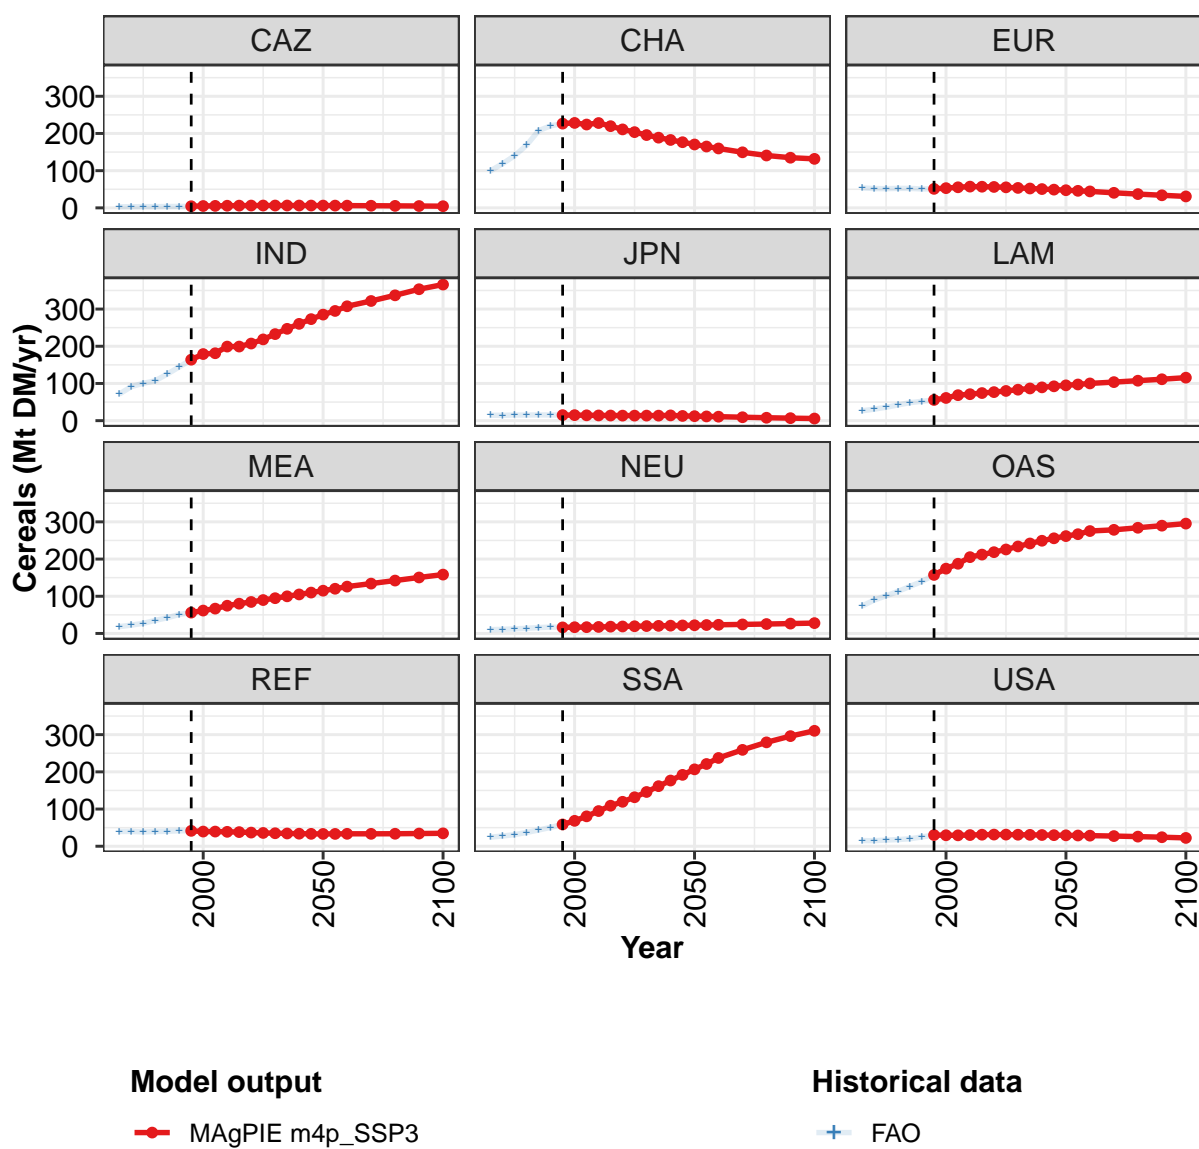 CAZ CHA EUR
300
200
100
0
IND JPN LAM
300
200
100
0
MEA NEU OAS
300
200
100
0
REF SSA USA
300
200
100
0
Cereals (Mt DM/yr)
2000 2050 2100 2000 2050 2100 2000 2050 2100
Year
Model output Historical data
MAgPIE m4p_SSP3 FAO